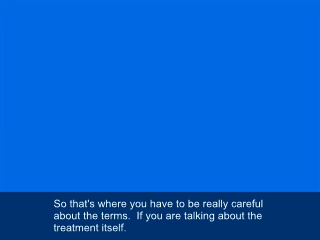 So that's where you have to be really careful
about the terms.  If you are talking about the
treatment itself.